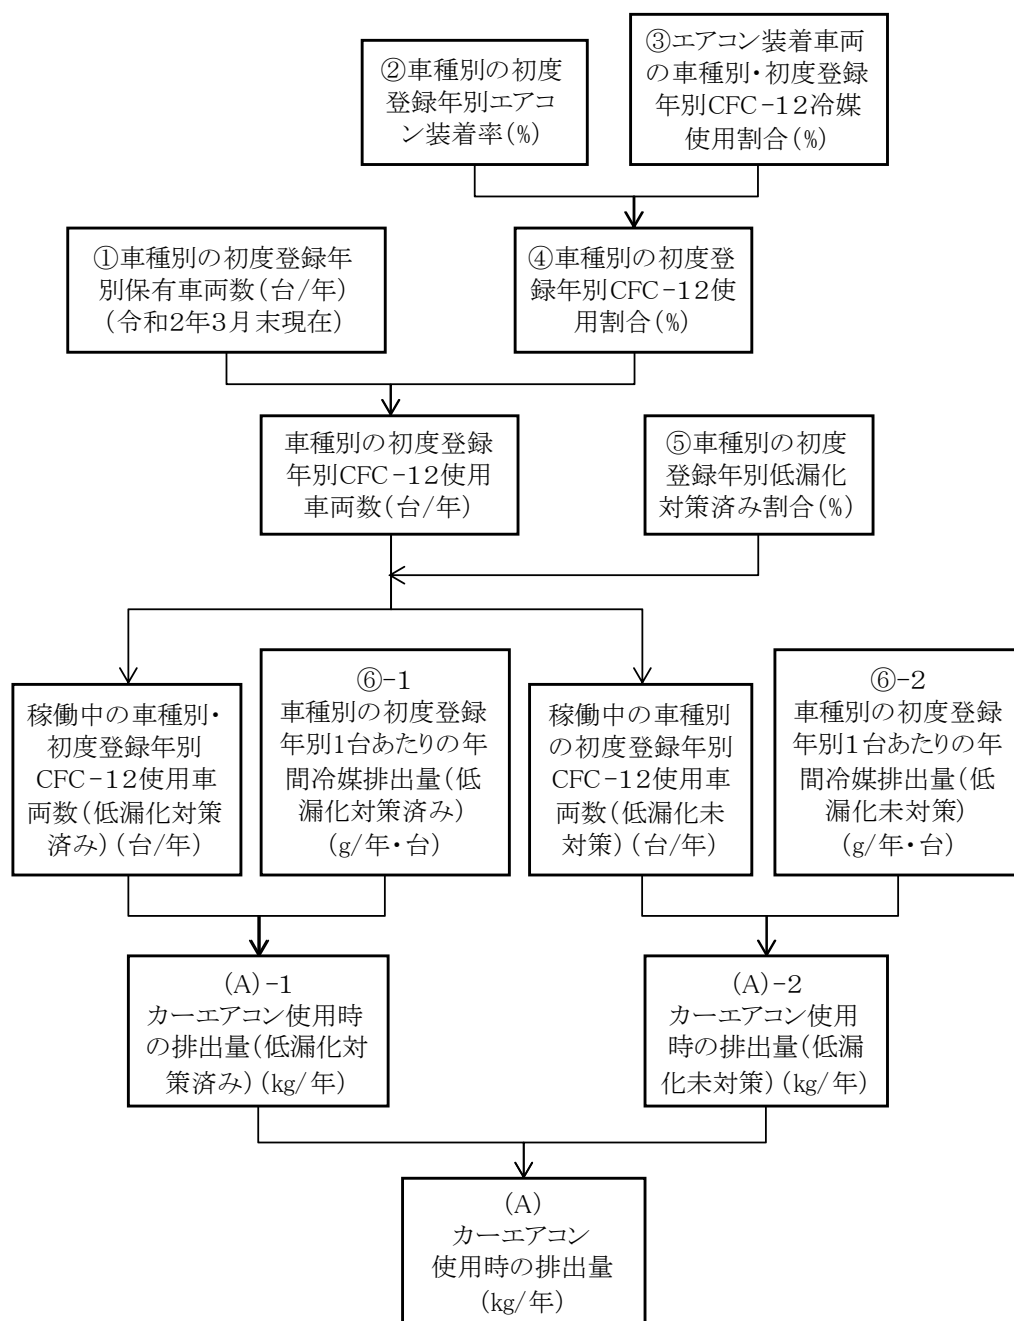 ②車種別の初度
登録年別エアコ
ン装着率(%)
③エアコン装着車両
の車種別・初度登録
年別CFC-12冷媒
使用割合(%)
①車種別の初度登録年
別保有車両数(台/年)
(令和2年3月末現在)
④車種別の初度登
録年別CFC-12使
用割合(%)
車種別の初度登録
年別CFC-12使用
車両数(台/年)
⑤車種別の初度
登録年別低漏化
対策済み割合(%)
稼働中の車種別・
初度登録年別
CFC-12使用車
両数(低漏化対策
済み)(台/年)
⑥-1
車種別の初度登録
年別1台あたりの年
間冷媒排出量(低
漏化対策済み)
(g/年・台)
稼働中の車種別
の初度登録年別
CFC-12使用車
両数(低漏化未
対策)(台/年)
⑥-2
車種別の初度登録
年別1台あたりの年
間冷媒排出量(低
漏化未対策)
(g/年・台)
(A)-1
カーエアコン使用時
の排出量(低漏化対
策済み)(kg/年)
(A)-2
カーエアコン使用
時の排出量(低漏
化未対策)(kg/年)
(A)
カーエアコン
使用時の排出量
(kg/年)